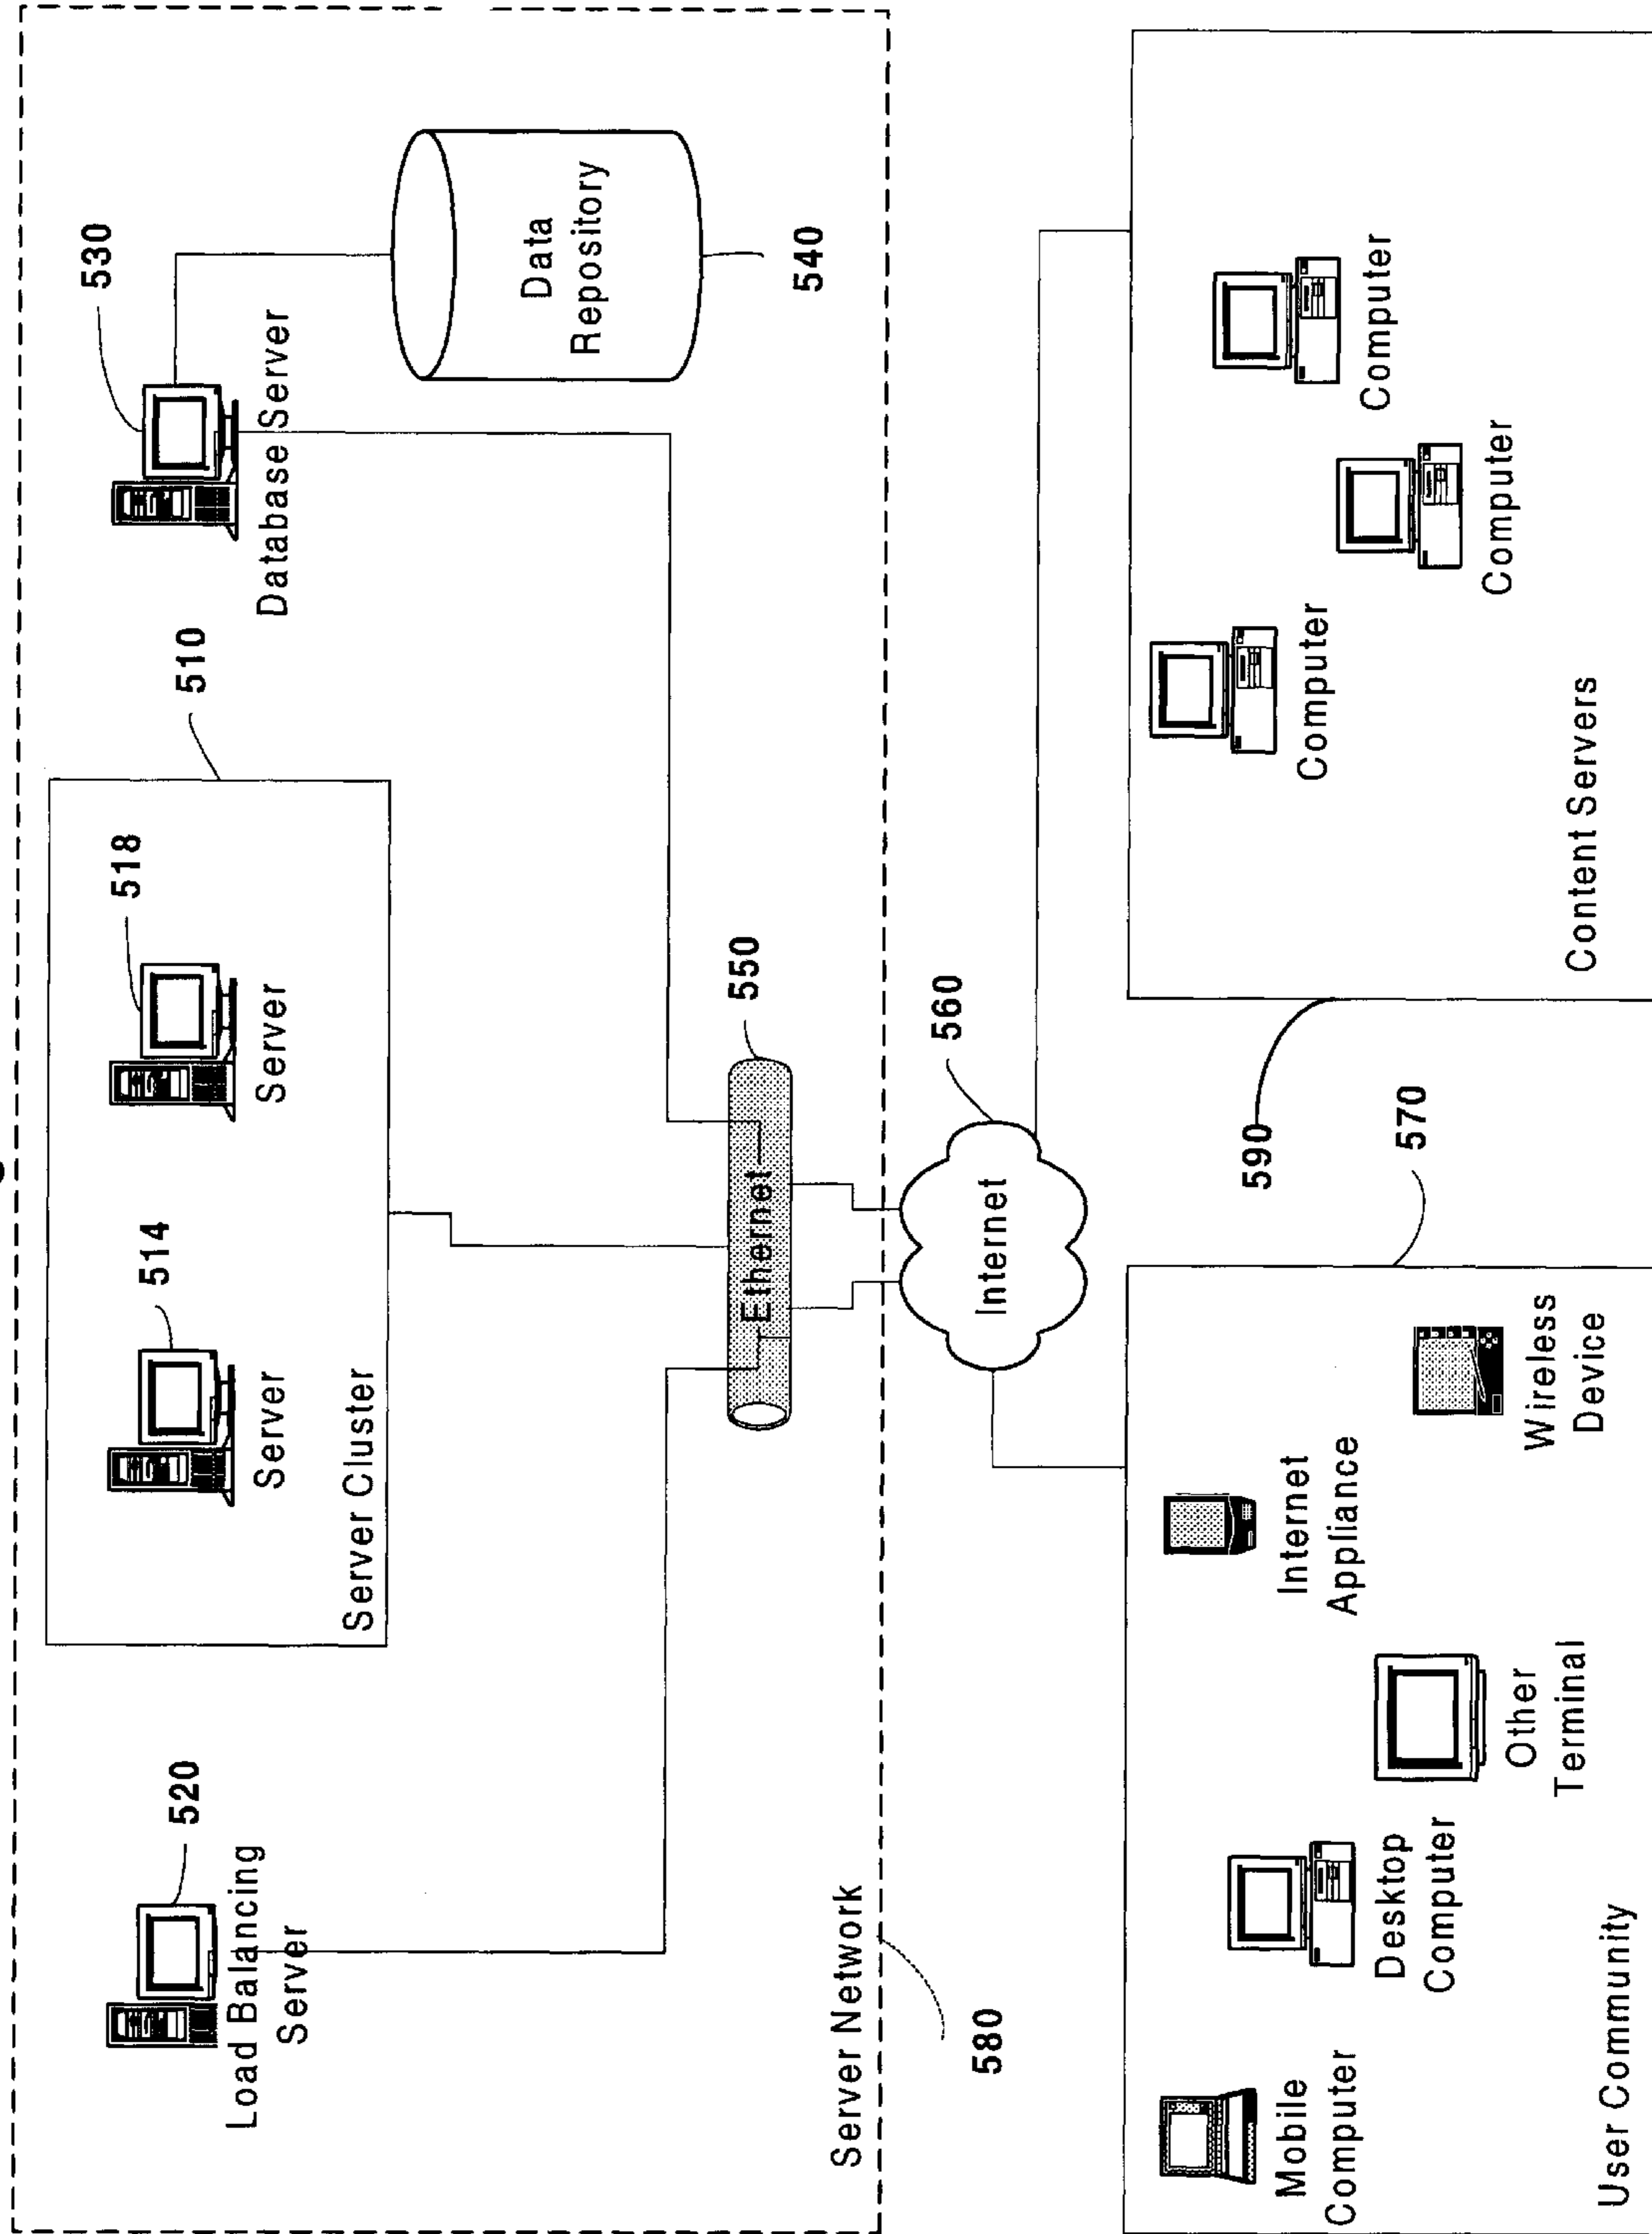 520
Load Balancing
Server
514
Server
518
Server
Server Cluster
510
530
Database Server
Data
Repository
540
550
Ethernet
Server Network
580
560
Internet
Mobile
Computer
Desktop
Computer
Other
Terminal
Internet
Appliance
Wireless
Device
User Community
570
590
Computer
Computer
Computer
Content Servers